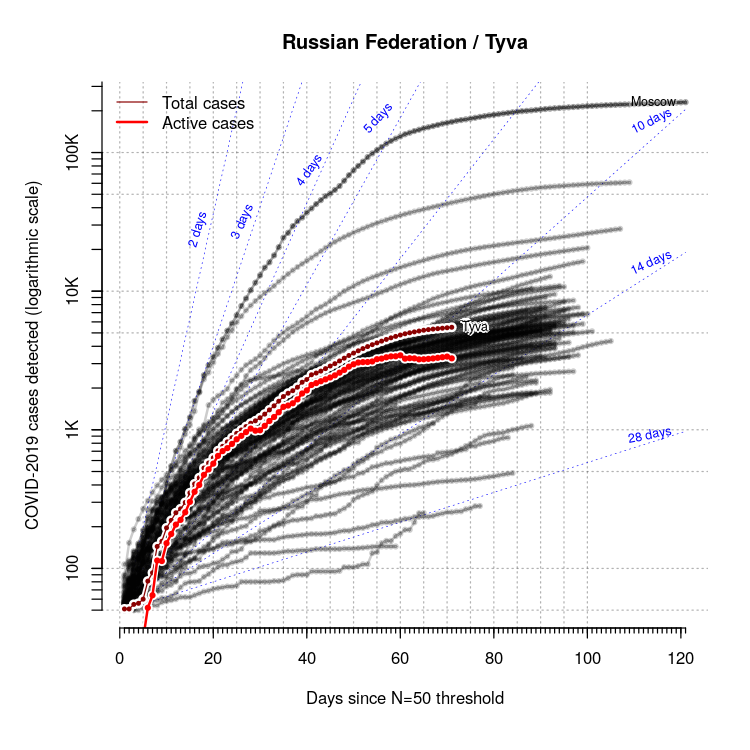 Russian Federation / Tyva
Total cases
Active cases
Moscow
2 days
3 days
4 days
5 days
10 days
14 days
28 days
Tyva
COVID-2019 cases detected (logarithmic scale)
100K
10K
1K
100
0 20 40 60 80 100 120
Days since N=50 threshold